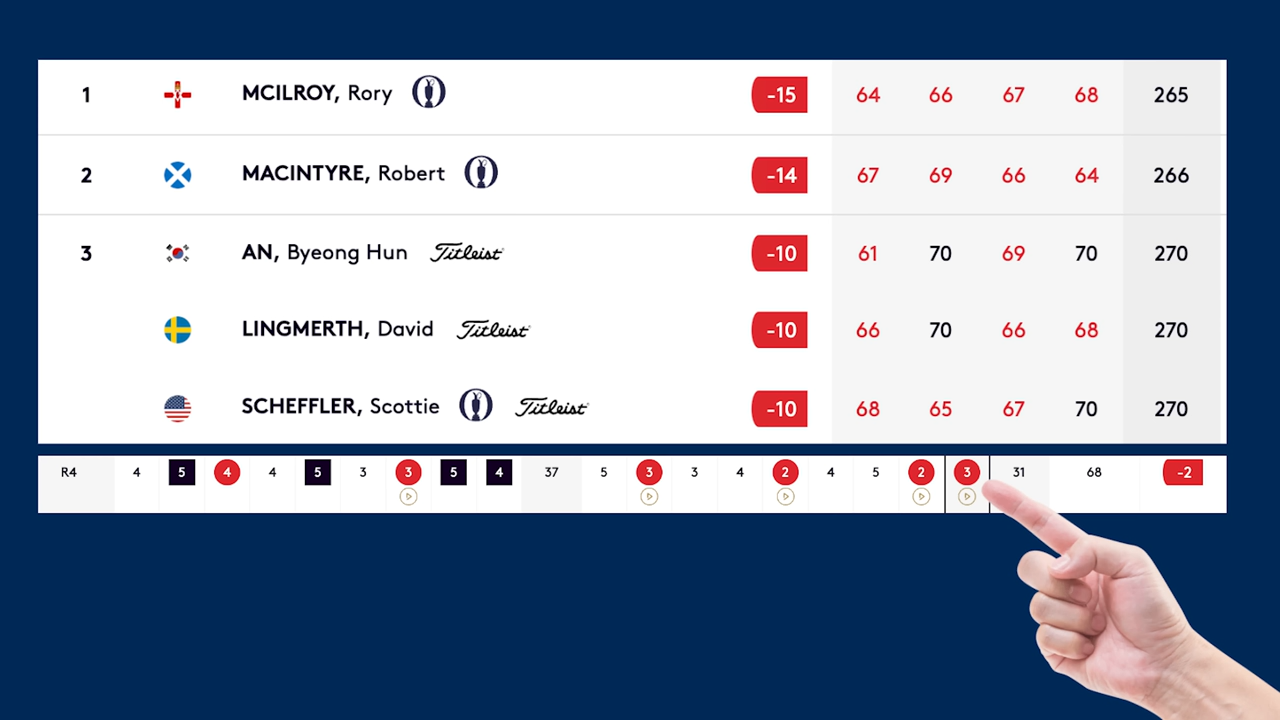 1 MCILROY, Rory -15 64 66 67 68 265
2 MACINTYRE, Robert -14 67 69 66 64 266
3 AN, Byeong Hun Titleist -10 61 70 69 70 270
LINGMERTH, David Titleist -10 66 70 66 68 270
SCHEFFLER, Scottie Titleist -10 68 65 67 70 270
R4 4 5 4 4 5 3 3 5 4 37 5 3 3 4 2 4 5 2 3 31 68 -2